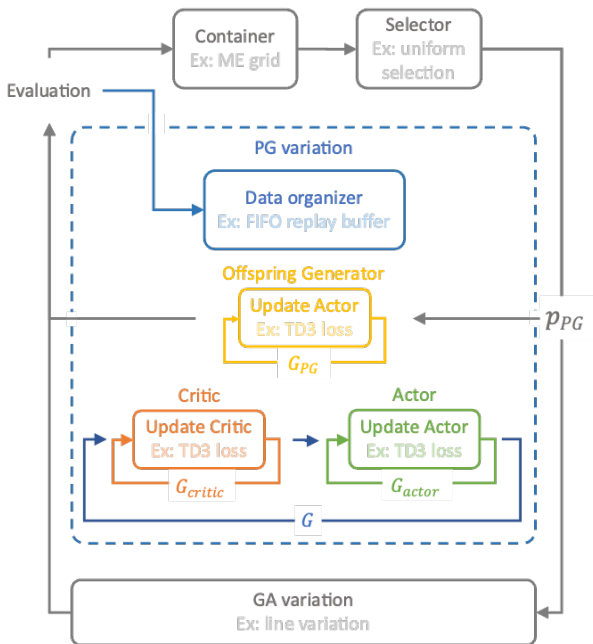 Container
Ex: ME grid
Selector
Ex: uniform
selection
Evaluation
PG variation
Data organizer
Ex: FIFO replay buffer
Offspring Generator
Update Actor
Ex: TD3 loss
G_PG
p_PG
Critic
Update Critic
Ex: TD3 loss
G_critic
Actor
Update Actor
Ex: TD3 loss
G_actor
G
GA variation
Ex: line variation